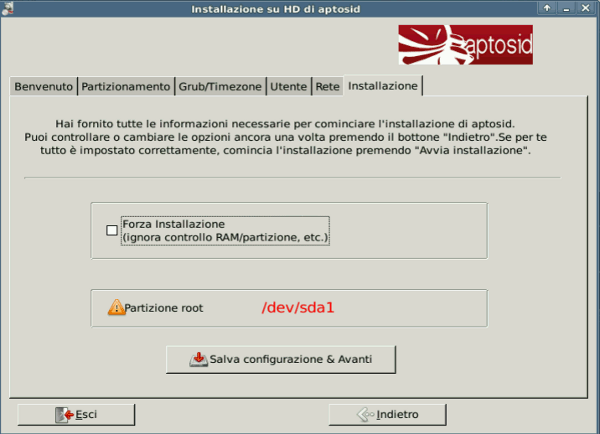 Installazione su HD di aptosid
aptosid
Benvenuto Partizionamento Grub/Timezone Utente Rete Installazione
Hai fornito tutte le informazioni necessarie per cominciare l'installazione di aptosid.
Puoi controllare o cambiare le opzioni ancora una volta premendo il bottone "Indietro".Se per te
tutto è impostato correttamente, comincia l'installazione premendo "Avvia installazione".
Forza Installazione
(ignora controllo RAM/partizione, etc.)
Partizione root /dev/sda1
Salva configurazione & Avanti
Esci Indietro